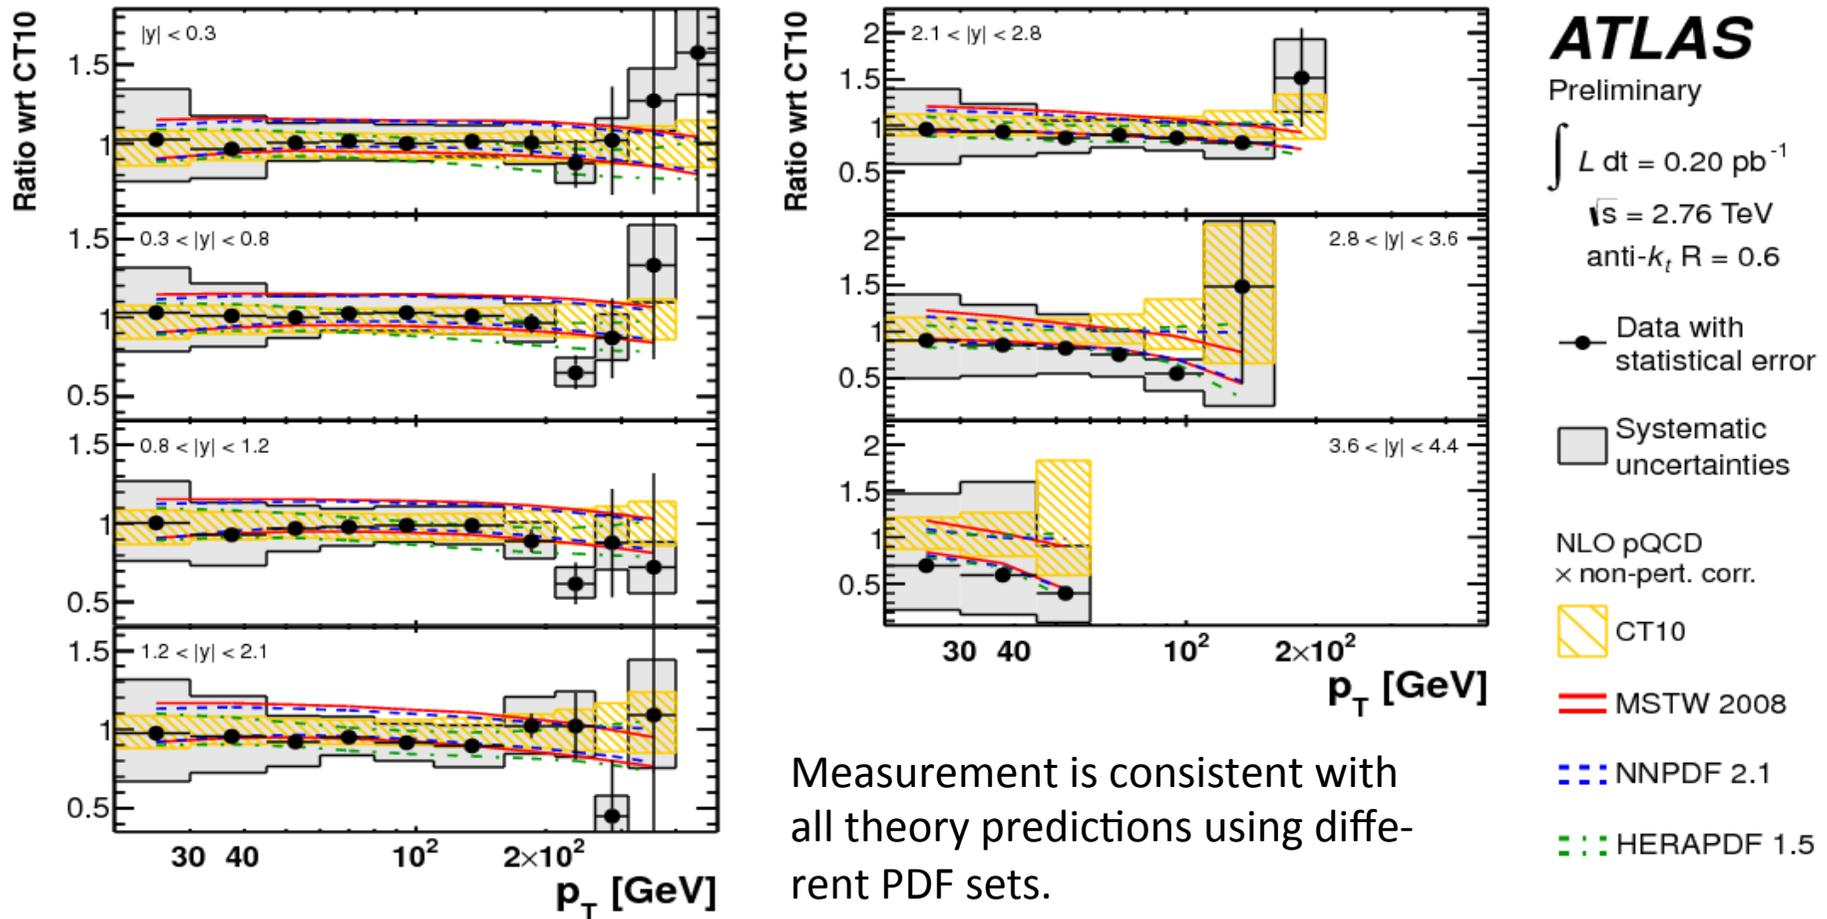 Ratio wrt CT10
|y| < 0.3
1.5
1
0.3 < |y| < 0.8
1.5
1
0.5
0.8 < |y| < 1.2
1.5
1
0.5
1.2 < |y| < 2.1
1.5
1
0.5
30 40 10² 2×10²
p_T [GeV]
Ratio wrt CT10
2.1 < |y| < 2.8
2
1.5
1
0.5
2.8 < |y| < 3.6
2
1.5
1
0.5
3.6 < |y| < 4.4
2
1.5
1
0.5
30 40 10² 2×10²
p_T [GeV]
ATLAS
Preliminary
∫ L dt = 0.20 pb⁻¹
√s = 2.76 TeV
anti-k_t R = 0.6
Data with
statistical error
Systematic
uncertainties
NLO pQCD
× non-pert. corr.
CT10
MSTW 2008
NNPDF 2.1
HERAPDF 1.5
Measurement is consistent with
all theory predictions using diffe-
rent PDF sets.